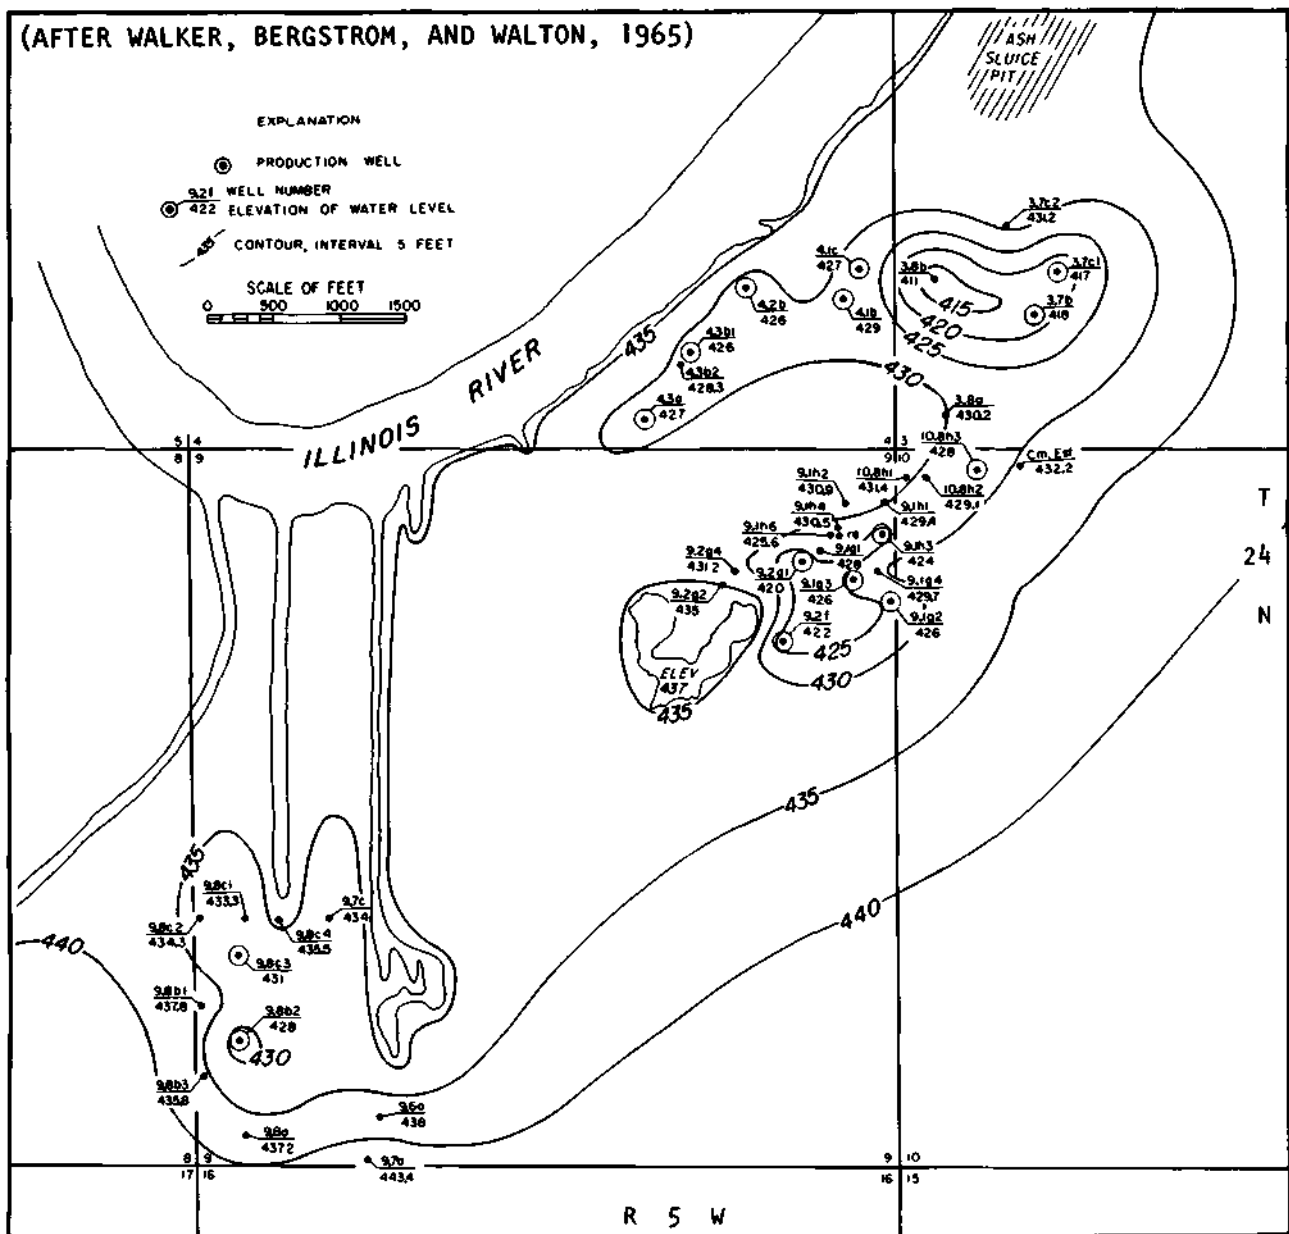 (AFTER WALKER, BERGSTROM, AND WALTON, 1965)
ASH
SLUICE
PIT
EXPLANATION
PRODUCTION WELL
9.2f WELL NUMBER
422 ELEVATION OF WATER LEVEL
435 CONTOUR, INTERVAL 5 FEET
SCALE OF FEET
0 500 1000 1500
3.7c2
431.2
4.1c
427
3.8b
411
3.7c1
417
4.2b
426
4.1b
429
415
3.7b
418
420
425
435
4.3b1
426
4.3b2
428.3
430
ILLINOIS RIVER
4.3a
427
3.8a
430.2
5 4
8 9
4 3
9 10
10.8h3
428
Cm. Est
432.2
9.1h2
430.9
10.8h1
431.4
10.8h2
429.1
T
24
N
9.1h4
430.5
9.1h1
429.4
9.1h6
425.6
9.1g1
428
9.1h3
424
9.2g4
431.2
9.2g1
420
9.1g3
426
9.1g4
429.7
9.2g2
435
9.2f
422
9.1g2
426
425
430
ELEV
437
435
435
435
9.8c1
433.3
9.7c
434
9.8c2
434.3
9.8c4
435.5
440
440
9.8c3
431
9.8b1
437.8
9.8b2
428
430
9.8b3
435.8
9.6a
438
9.8a
437.2
9.7a
443.4
8 9
17 16
9 10
16 15
R 5 W